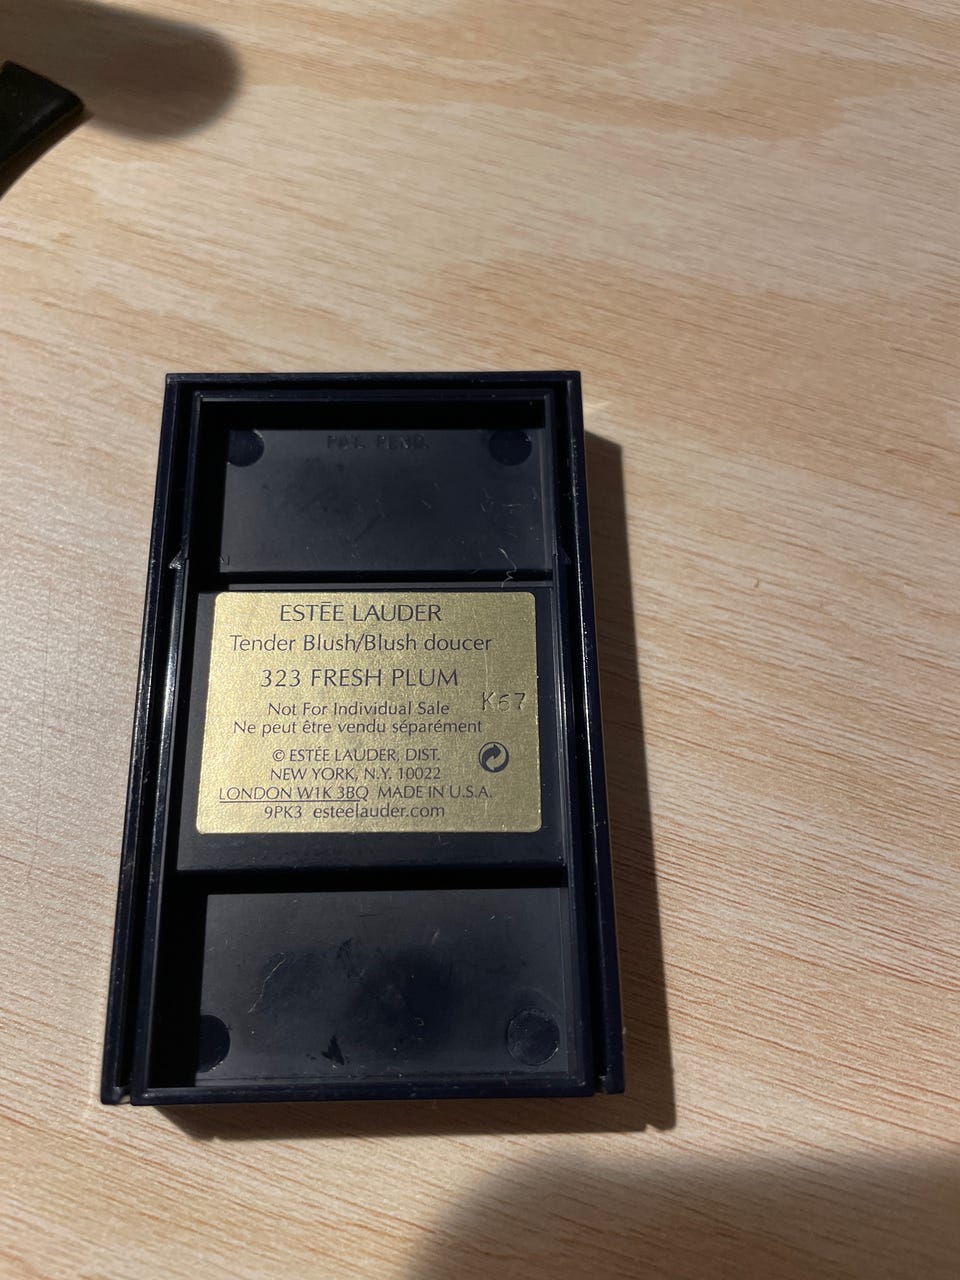 PAT. PEND.
ESTĒE LAUDER
Tender Blush/Blush doucer
323 FRESH PLUM
Not For Individual Sale
K67
Ne peut être vendu séparément
© ESTÉE LAUDER, DIST.
NEW YORK, N.Y. 10022
LONDON W1K 3BQ MADE IN U.S.A.
9PK3 esteelauder.com